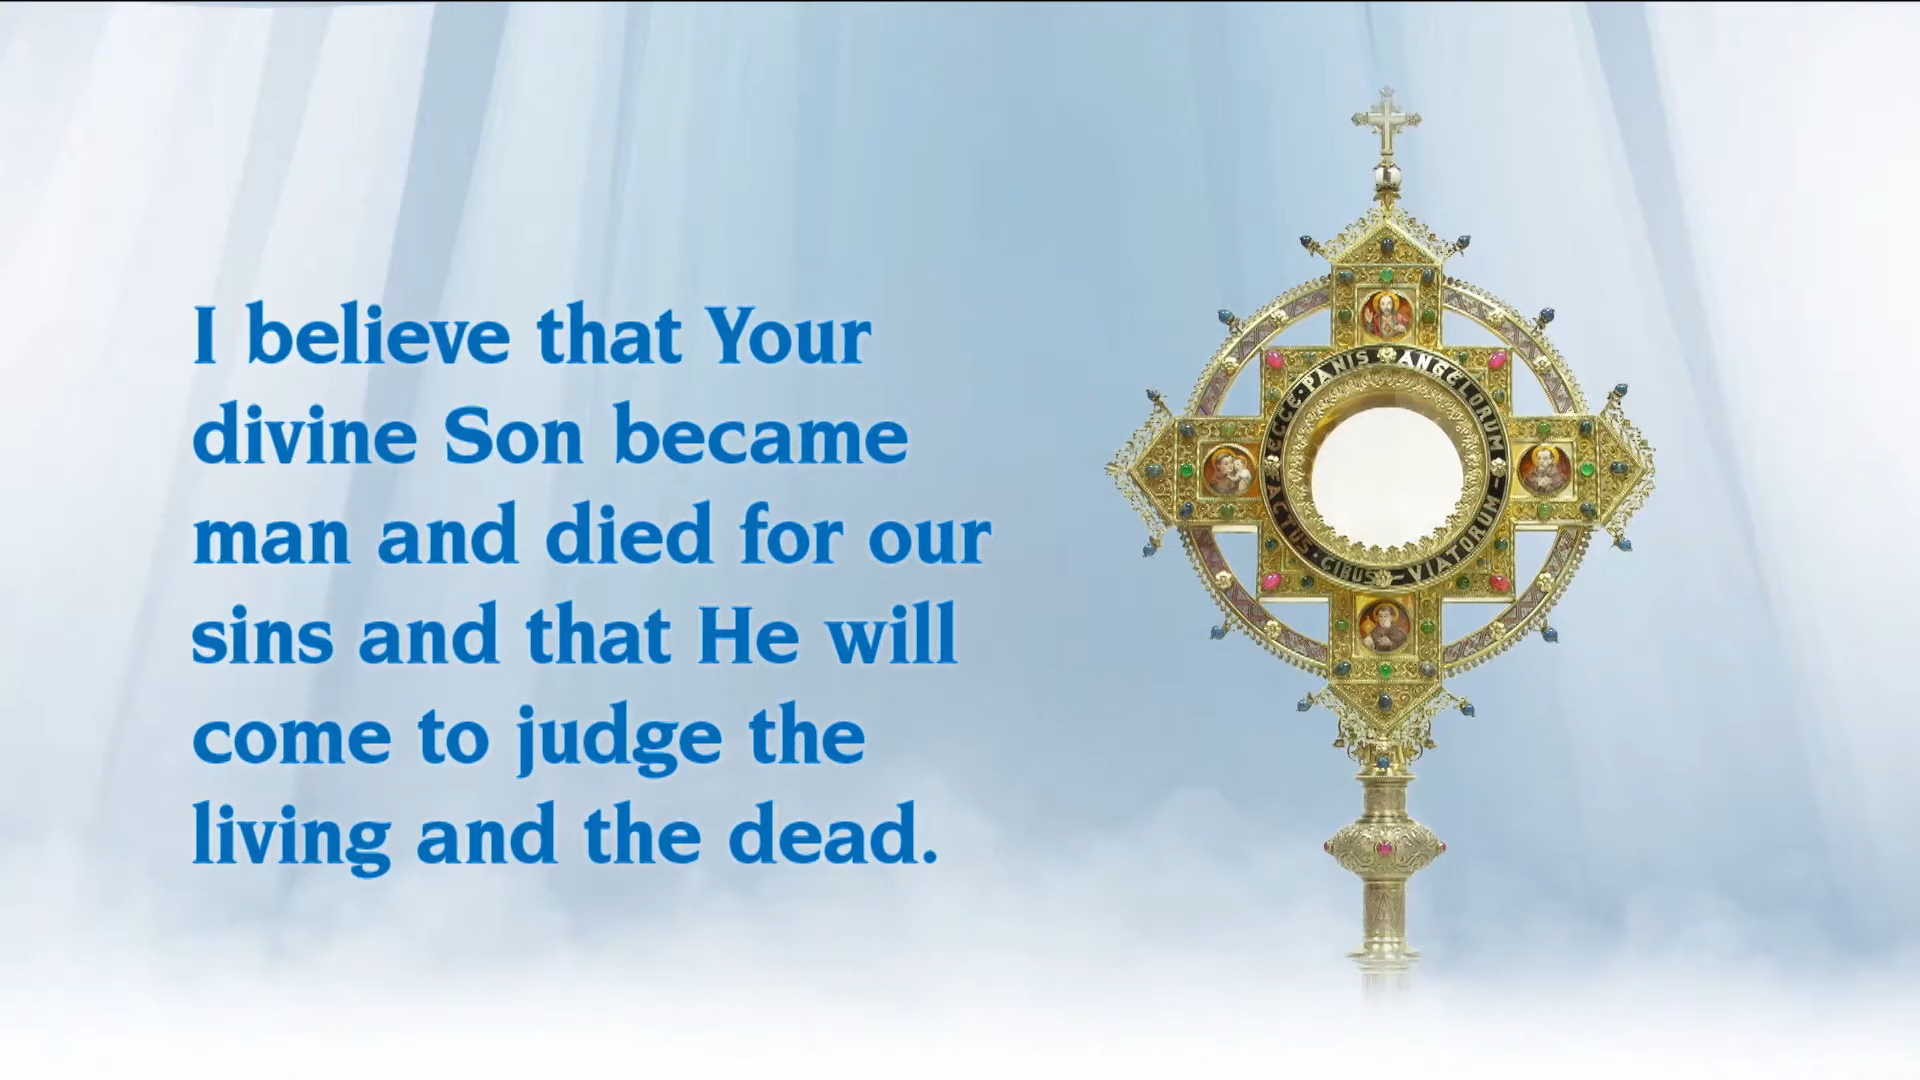 I believe that Your
divine Son became
man and died for our
sins and that He will
come to judge the
living and the dead.
ECCE · PANIS ANGELORUM
FACTUS · CIBUS – VIATORUM –